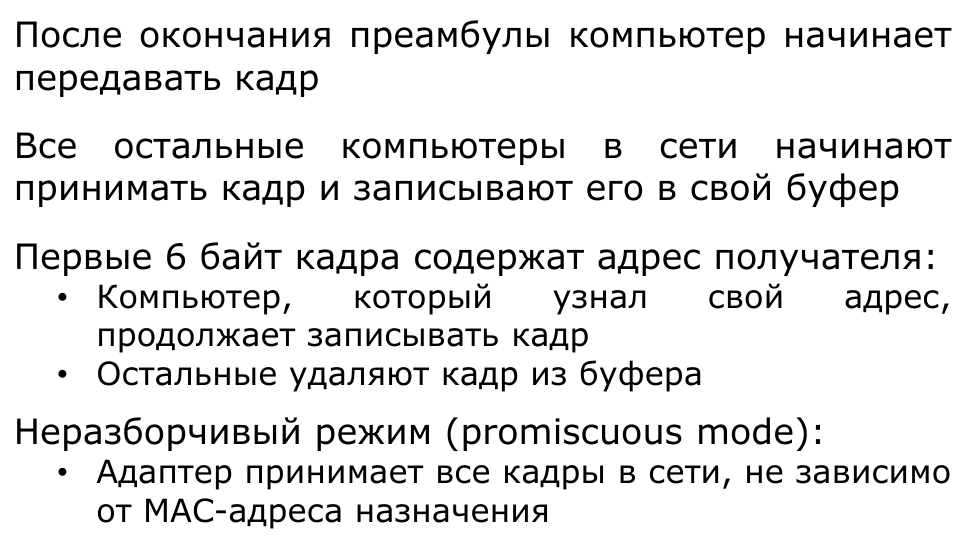 После окончания преамбулы компьютер начинает
передавать кадр
Все остальные компьютеры в сети начинают
принимать кадр и записывают его в свой буфер
Первые 6 байт кадра содержат адрес получателя:
• Компьютер, который узнал свой адрес,
продолжает записывать кадр
• Остальные удаляют кадр из буфера
Неразборчивый режим (promiscuous mode):
• Адаптер принимает все кадры в сети, не зависимо
от MAC-адреса назначения